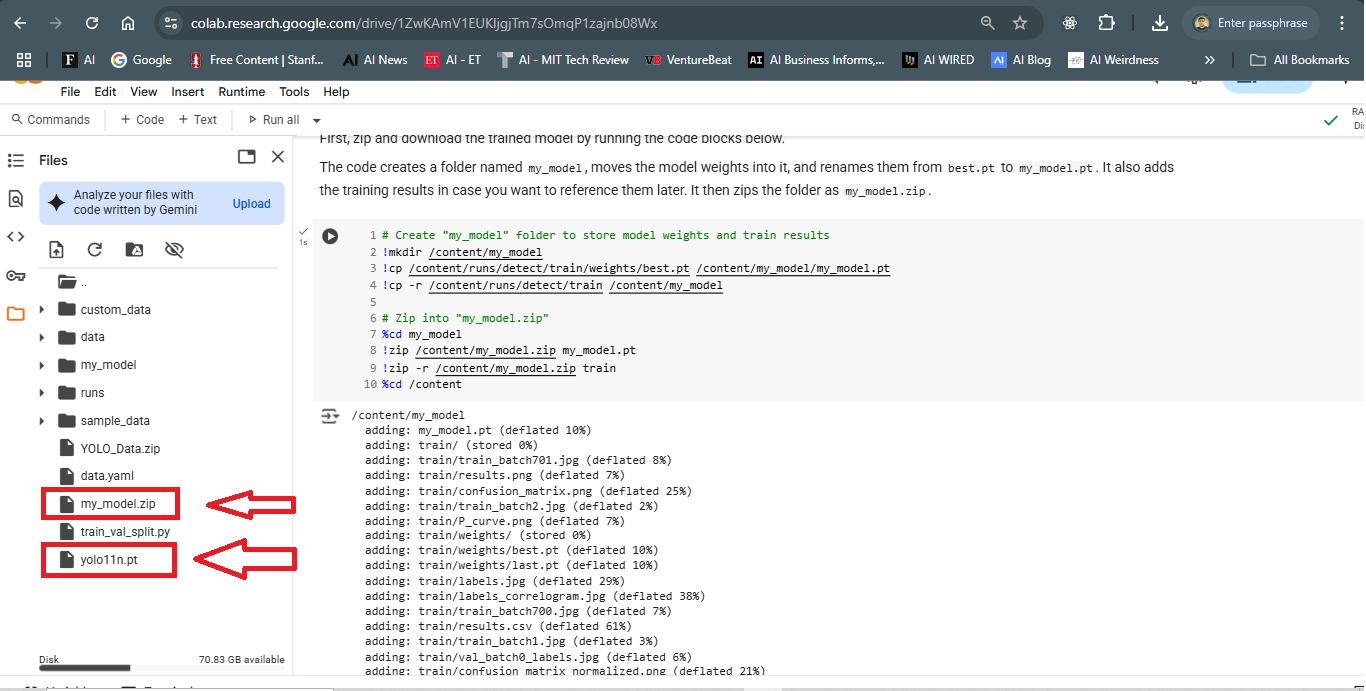 colab.research.google.com/drive/1ZwKAmV1EUKljgjTm7sOmqP1zajnb08Wx
Enter passphrase
F AI
Google
Free Content | Stanf...
AI AI News
ET AI - ET
AI - MIT Tech Review
VB VentureBeat
AI AI Business Informs,...
AI WIRED
AI AI Blog
AI Weirdness
All Bookmarks
File Edit View Insert Runtime Tools Help
Commands + Code + Text Run all
RA
Dis
Files
Analyze your files with
code written by Gemini
Upload
..
custom_data
data
my_model
runs
sample_data
YOLO_Data.zip
data.yaml
my_model.zip
train_val_split.py
yolo11n.pt
Disk
70.83 GB available
First, zip and download the trained model by running the code blocks below.
The code creates a folder named my_model, moves the model weights into it, and renames them from best.pt to my_model.pt. It also adds
the training results in case you want to reference them later. It then zips the folder as my_model.zip.
1s
1 # Create "my_model" folder to store model weights and train results
2 !mkdir /content/my_model
3 !cp /content/runs/detect/train/weights/best.pt /content/my_model/my_model.pt
4 !cp -r /content/runs/detect/train /content/my_model
5
6 # Zip into "my_model.zip"
7 %cd my_model
8 !zip /content/my_model.zip my_model.pt
9 !zip -r /content/my_model.zip train
10 %cd /content
/content/my_model
adding: my_model.pt (deflated 10%)
adding: train/ (stored 0%)
adding: train/train_batch701.jpg (deflated 8%)
adding: train/results.png (deflated 7%)
adding: train/confusion_matrix.png (deflated 25%)
adding: train/train_batch2.jpg (deflated 2%)
adding: train/P_curve.png (deflated 7%)
adding: train/weights/ (stored 0%)
adding: train/weights/best.pt (deflated 10%)
adding: train/weights/last.pt (deflated 10%)
adding: train/labels.jpg (deflated 29%)
adding: train/labels_correlogram.jpg (deflated 38%)
adding: train/train_batch700.jpg (deflated 7%)
adding: train/results.csv (deflated 61%)
adding: train/train_batch1.jpg (deflated 3%)
adding: train/val_batch0_labels.jpg (deflated 6%)
adding: train/confusion_matrix_normalized.png (deflated 21%)